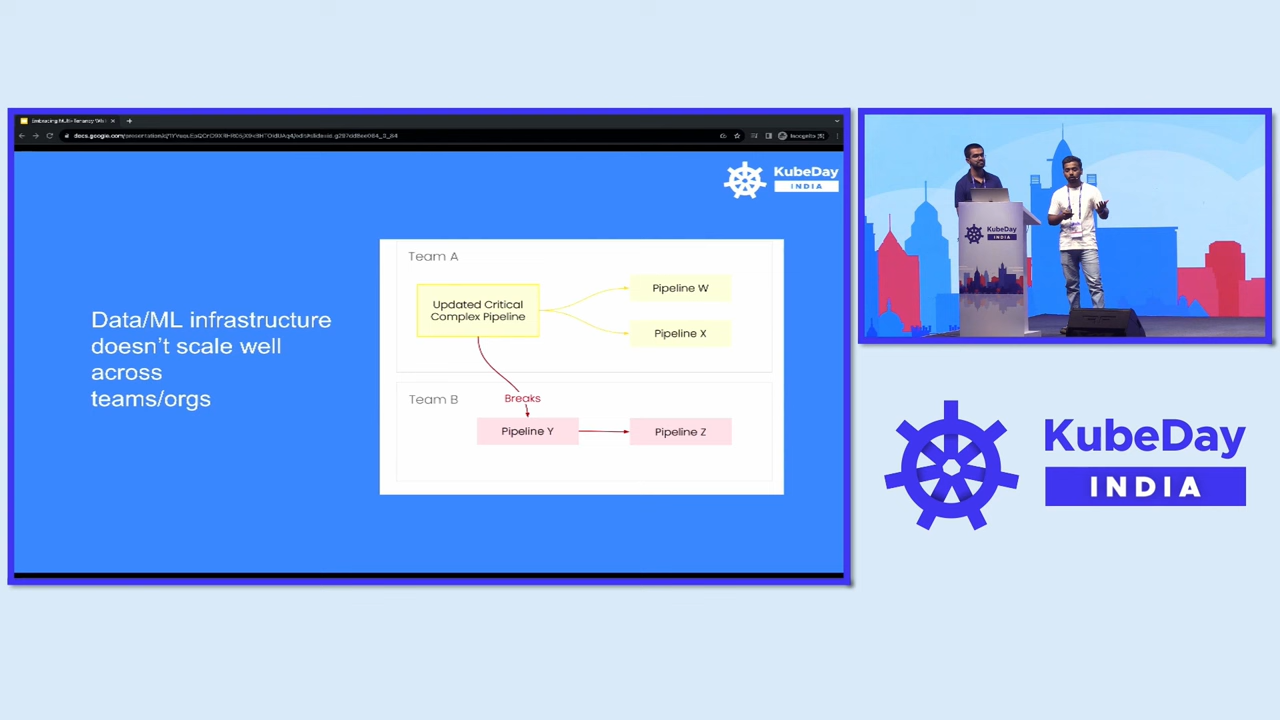 KubeDay
INDIA
Data/ML infrastructure
doesn't scale well
across
teams/orgs
Team A
Updated Critical
Complex Pipeline
Pipeline W
Pipeline X
Team B
Breaks
Pipeline Y
Pipeline Z
KubeDay
INDIA
KubeDay
INDIA